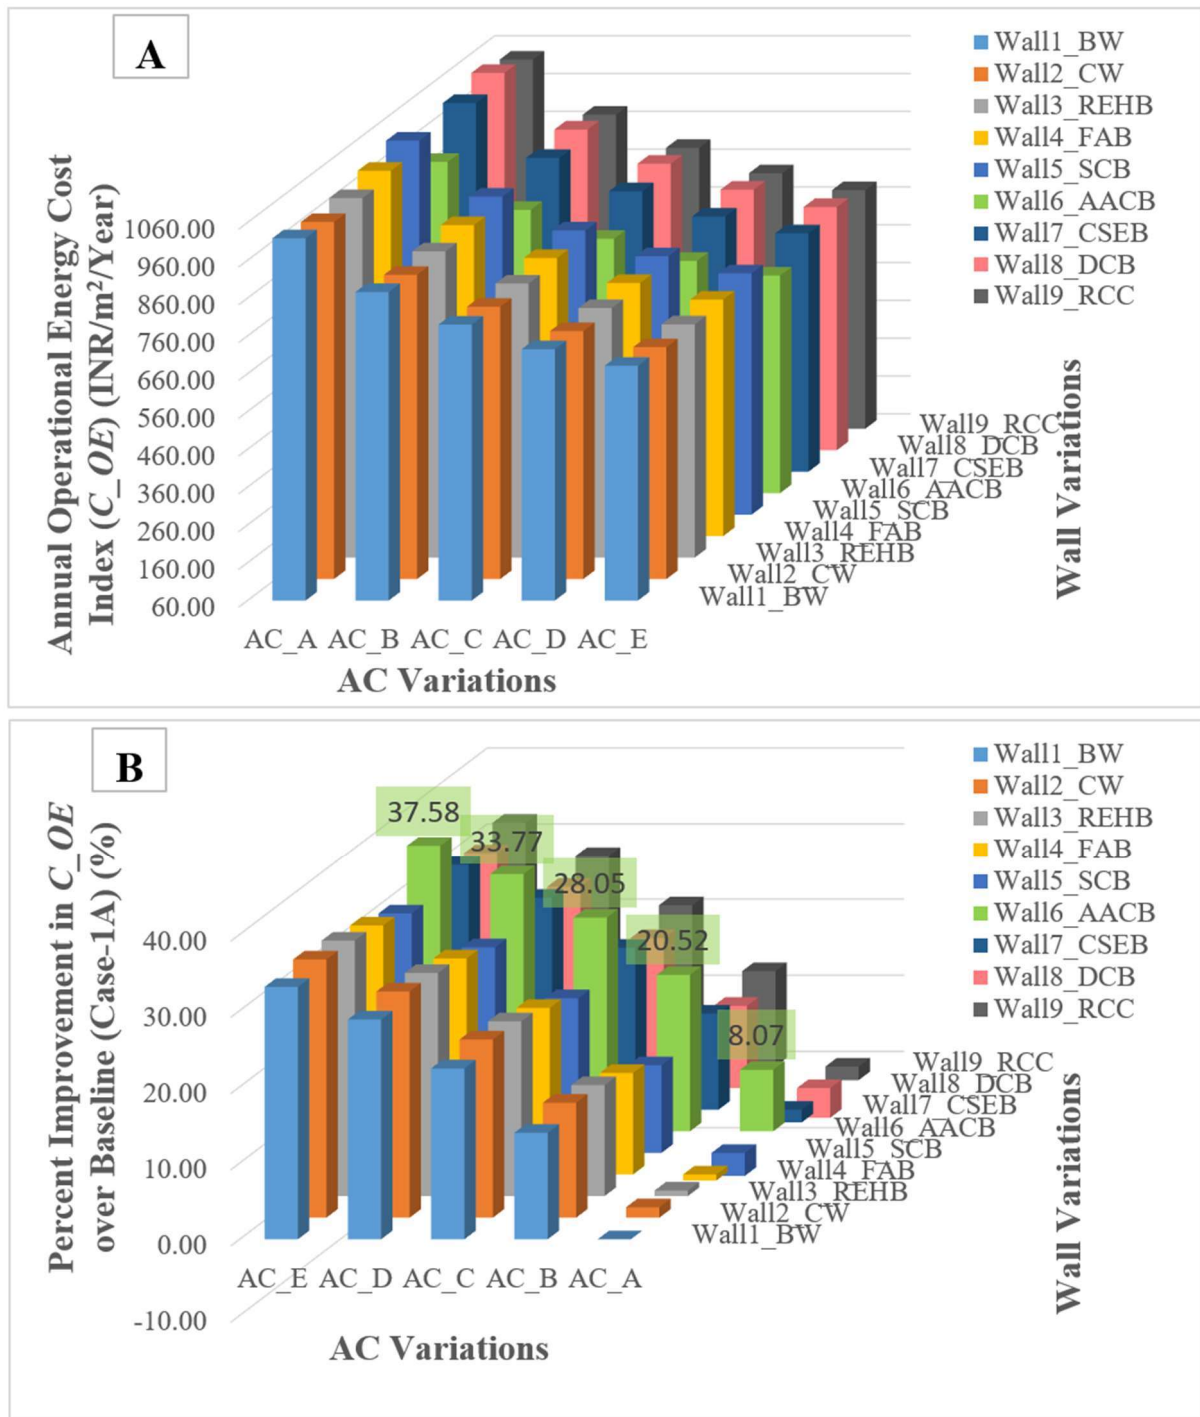 A
Annual Operational Energy Cost
Index (C_OE) (INR/m²/Year)
1060.00
960.00
860.00
760.00
660.00
560.00
460.00
360.00
260.00
160.00
60.00
AC_A AC_B AC_C AC_D AC_E
AC Variations
Wall9_RCC
Wall8_DCB
Wall7_CSEB
Wall6_AACB
Wall5_SCB
Wall4_FAB
Wall3_REHB
Wall2_CW
Wall1_BW
Wall Variations
Wall1_BW
Wall2_CW
Wall3_REHB
Wall4_FAB
Wall5_SCB
Wall6_AACB
Wall7_CSEB
Wall8_DCB
Wall9_RCC
B
Percent Improvement in C_OE
over Baseline (Case-1A) (%)
40.00
30.00
20.00
10.00
0.00
-10.00
37.58
33.77
28.05
20.52
8.07
AC_E AC_D AC_C AC_B AC_A
AC Variations
Wall9_RCC
Wall8_DCB
Wall7_CSEB
Wall6_AACB
Wall5_SCB
Wall4_FAB
Wall3_REHB
Wall2_CW
Wall1_BW
Wall Variations
Wall1_BW
Wall2_CW
Wall3_REHB
Wall4_FAB
Wall5_SCB
Wall6_AACB
Wall7_CSEB
Wall8_DCB
Wall9_RCC